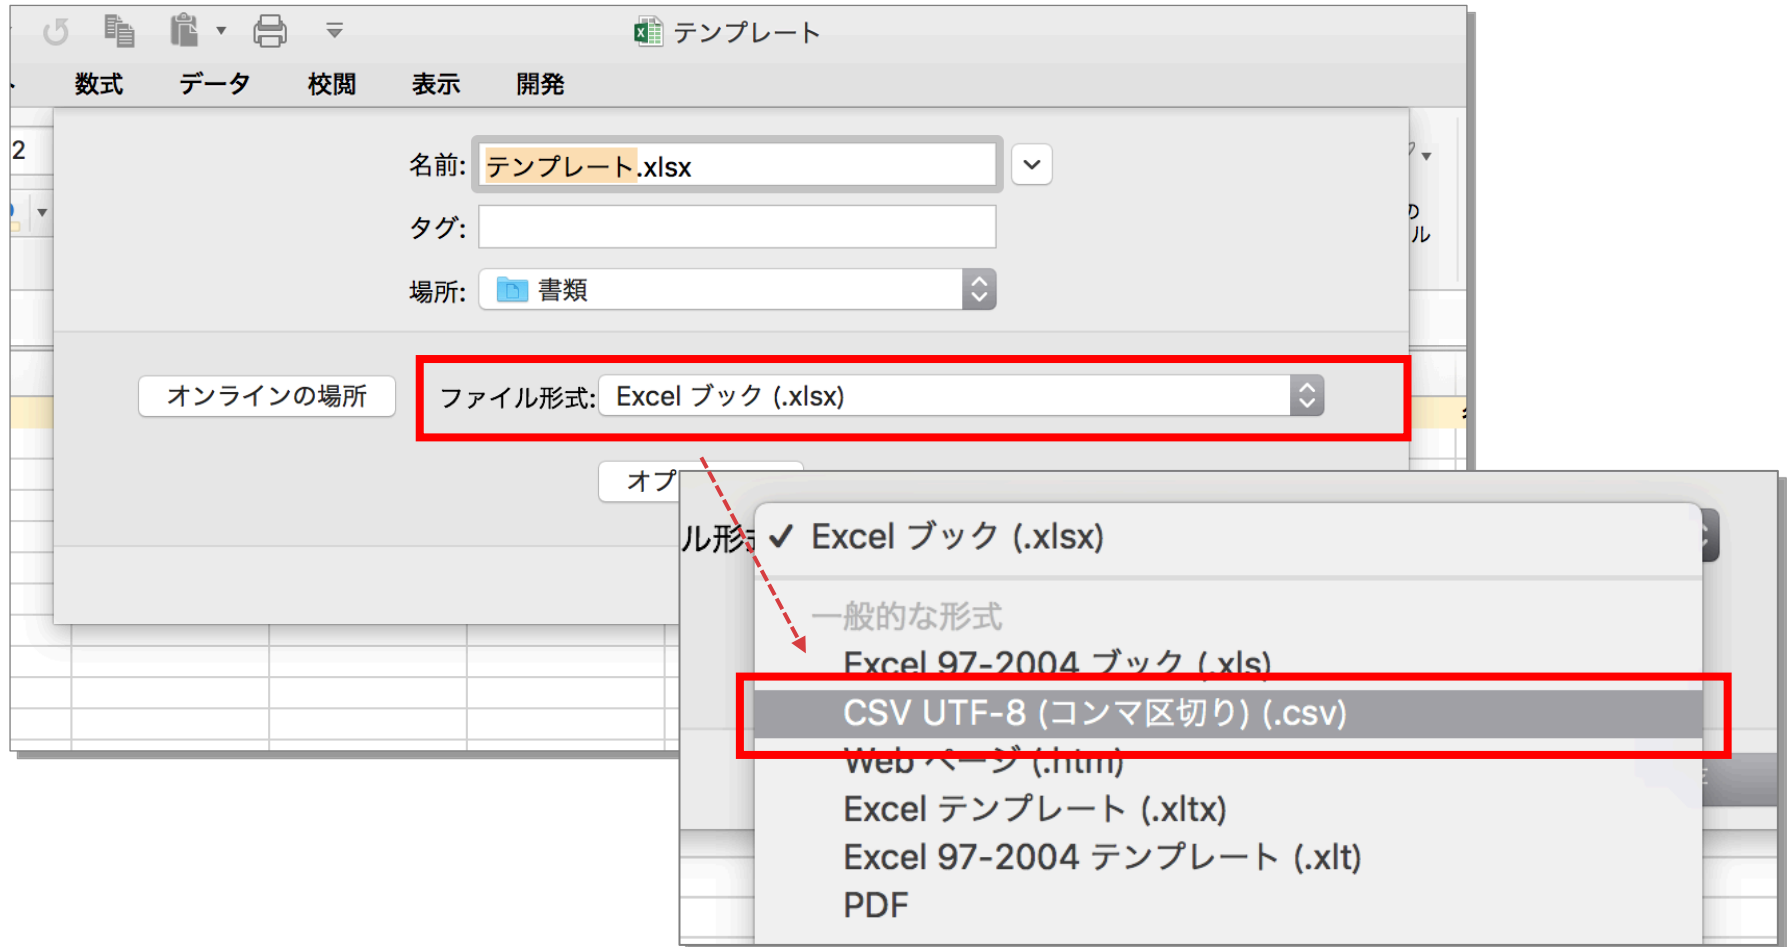 テンプレート
数式 データ 校閲 表示 開発
2
名前: テンプレート.xlsx
タグ:
の
ル
場所: 書類
オンラインの場所 ファイル形式: Excel ブック (.xlsx)
オプ
ル形式
✓ Excel ブック (.xlsx)
一般的な形式
Excel 97-2004 ブック (.xls)
CSV UTF-8 (コンマ区切り) (.csv)
Web ページ (.htm)
Excel テンプレート (.xltx)
Excel 97-2004 テンプレート (.xlt)
PDF